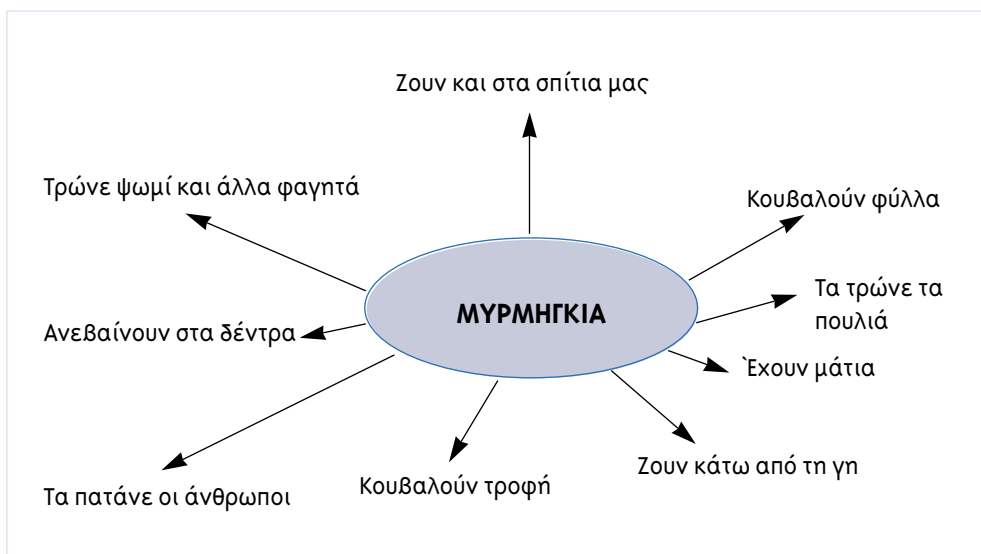 Ζουν και στα σπίτια μας
Τρώνε ψωμί και άλλα φαγητά
Κουβαλούν φύλλα
Τα τρώνε τα
πουλιά
ΜΥΡΜΗΓΚΙΑ
Ανεβαίνουν στα δέντρα
Έχουν μάτια
Ζουν κάτω από τη γη
Κουβαλούν τροφή
Τα πατάνε οι άνθρωποι